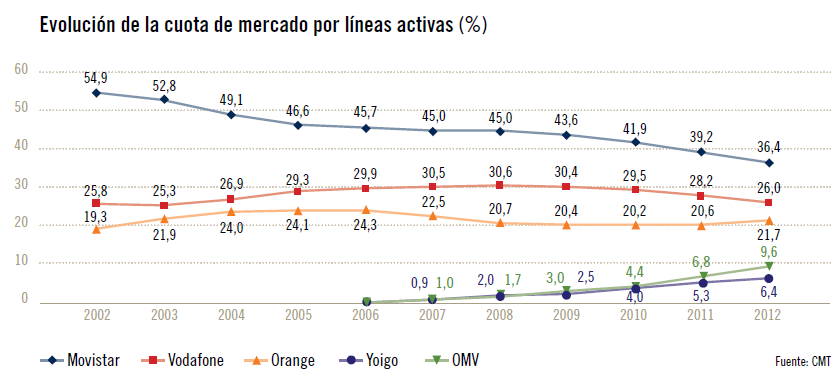 Evolución de la cuota de mercado por líneas activas (%)
60
54,9 52,8 49,1 46,6 45,7 45,0 45,0 43,6 41,9 39,2 36,4
50
40
30
25,8 25,3 26,9 29,3 29,9 30,5 30,6 30,4 29,5 28,2 26,0
20
19,3 21,9 24,0 24,1 24,3 22,5 20,7 20,4 20,2 20,6 21,7
10
0,9 1,0 2,0 1,7 3,0 2,5 4,4 6,8 9,6
4,0 5,3 6,4
0
2002 2003 2004 2005 2006 2007 2008 2009 2010 2011 2012
Movistar Vodafone Orange Yoigo OMV
Fuente: CMT